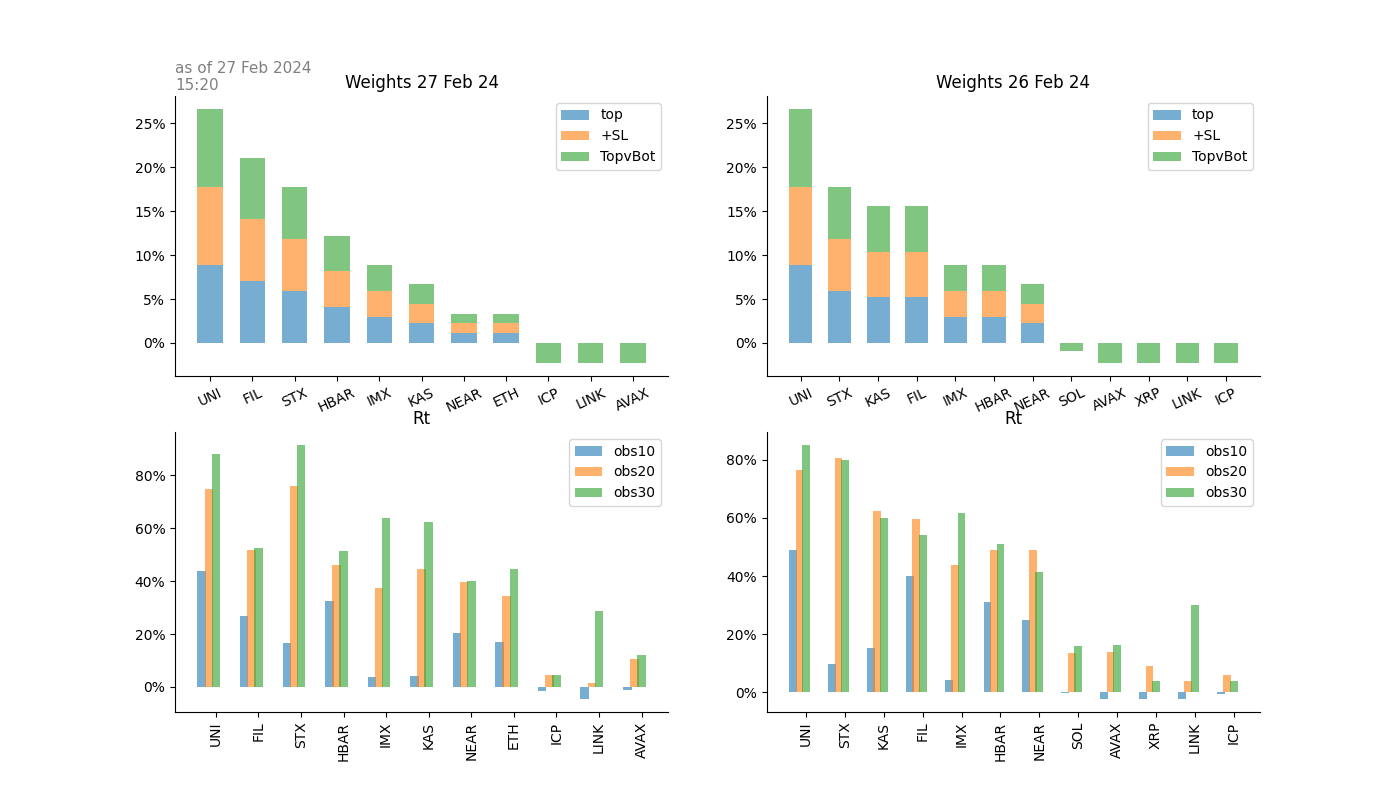 as of 27 Feb 2024
15:20
Weights 27 Feb 24
25%
20%
15%
10%
5%
0%
top
+SL
TopvBot
UNI FIL STX HBAR IMX KAS NEAR ETH ICP LINK AVAX
Weights 26 Feb 24
25%
20%
15%
10%
5%
0%
top
+SL
TopvBot
UNI STX KAS FIL IMX HBAR NEAR SOL AVAX XRP LINK ICP
Rt
80%
60%
40%
20%
0%
obs10
obs20
obs30
UNI FIL STX HBAR IMX KAS NEAR ETH ICP LINK AVAX
Rt
80%
60%
40%
20%
0%
obs10
obs20
obs30
UNI STX KAS FIL IMX HBAR NEAR SOL AVAX XRP LINK ICP